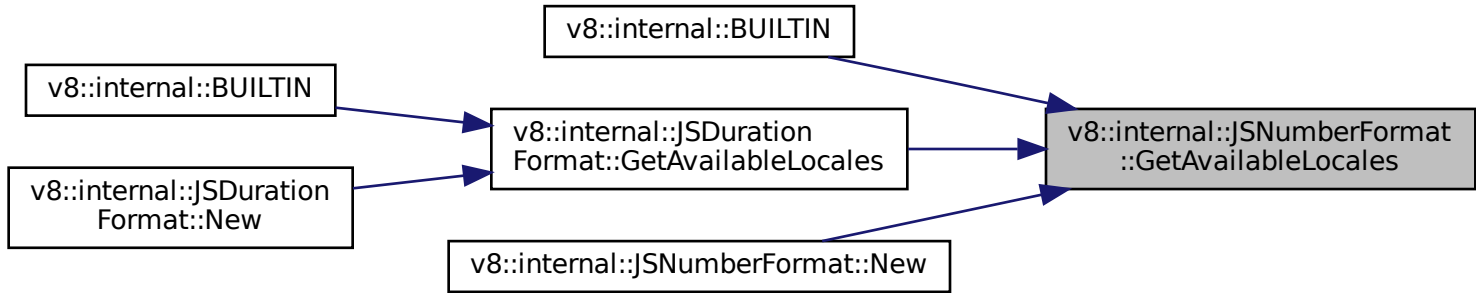 v8::internal::BUILTIN
v8::internal::BUILTIN
v8::internal::JSDuration
Format::GetAvailableLocales
v8::internal::JSNumberFormat
::GetAvailableLocales
v8::internal::JSDuration
Format::New
v8::internal::JSNumberFormat::New